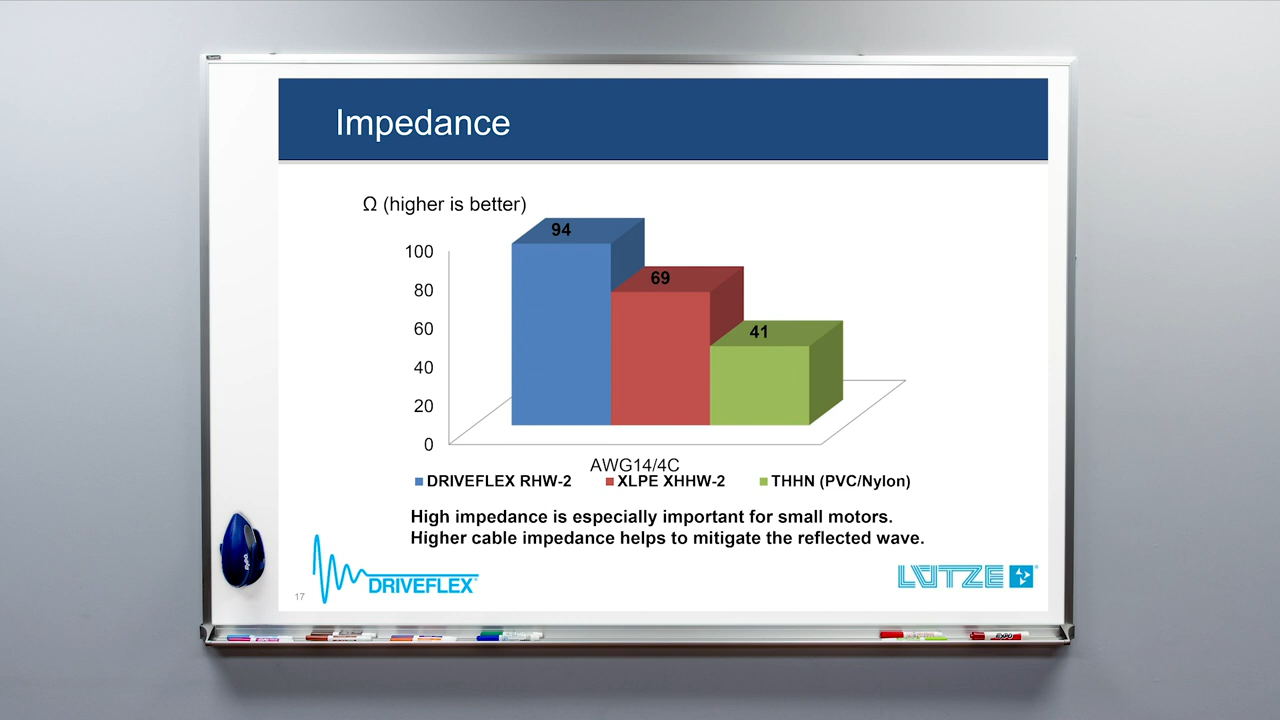 Impedance
Ω (higher is better)
94
69
41
100
80
60
40
20
0
AWG14/4C
DRIVEFLEX RHW-2 XLPE XHHW-2 THHN (PVC/Nylon)
High impedance is especially important for small motors.
Higher cable impedance helps to mitigate the reflected wave.
DRIVEFLEX®
LÜTZE®
17
EXPO
EXPO